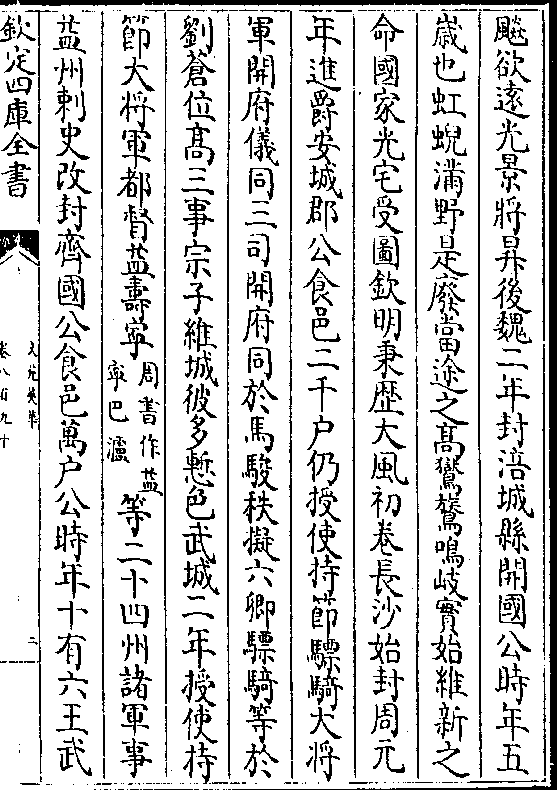 飈欲遠光景將昇後魏二年封涪城縣開國公時年五
歲也虹蜺滿野是廢當途之髙鸑鷟鳴岐實始維新之
命國家光宅受圖欽明秉歴大風初卷長沙始封周元
年進爵安城郡公食邑二千户仍授使持節驃騎大将
軍開府儀同三司開府同於馬駿秩擬六卿驃騎等於
劉蒼位髙三事宗子維城彼多慙色武城二年授使持
節大将軍都督益壽寧周書作益寧巴瀘等二十四州諸軍事
益州刺史改封齊國公食邑萬户公時年十有六王武
欽定四庫全書
文苑英華
卷八百九十
二